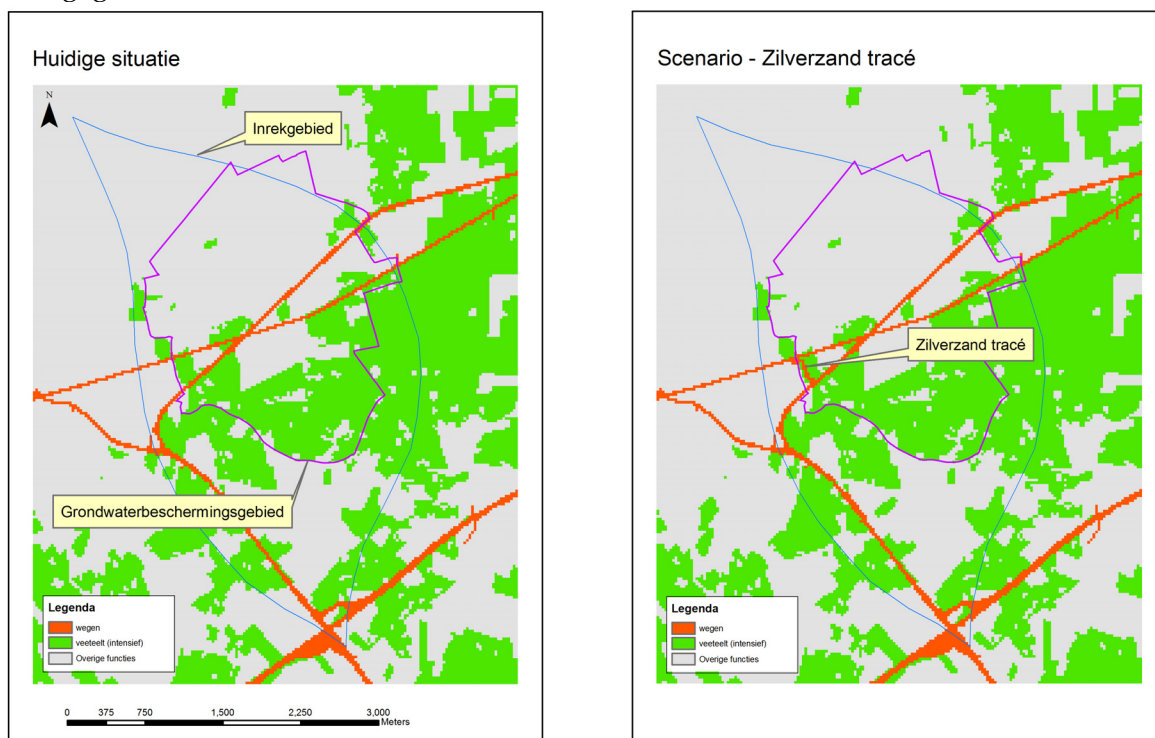 Huidige situatie
N
Inrekgebied
Grondwaterbeschermingsgebied
Legenda
wegen
veeteelt (intensief)
Overige functies
0 375 750 1,500 2,250 3,000
Meters
Scenario - Zilverzand tracé
Zilverzand tracé
Legenda
wegen
veeteelt (intensief)
Overige functies